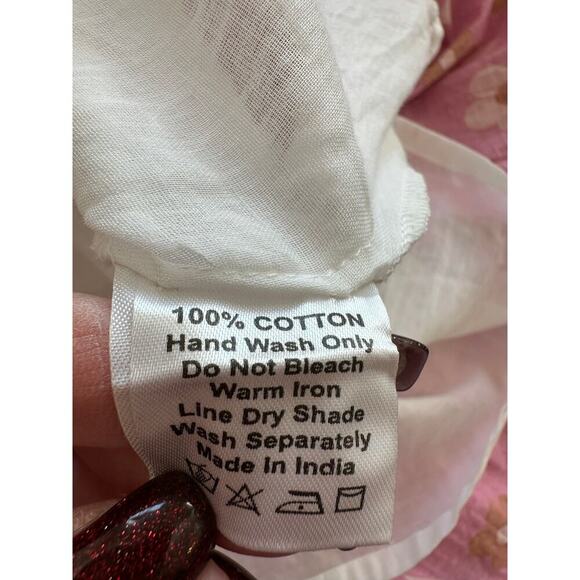 100% COTTON
Hand Wash Only
Do Not Bleach
Warm Iron
Line Dry Shade
Wash Separately
Made In India